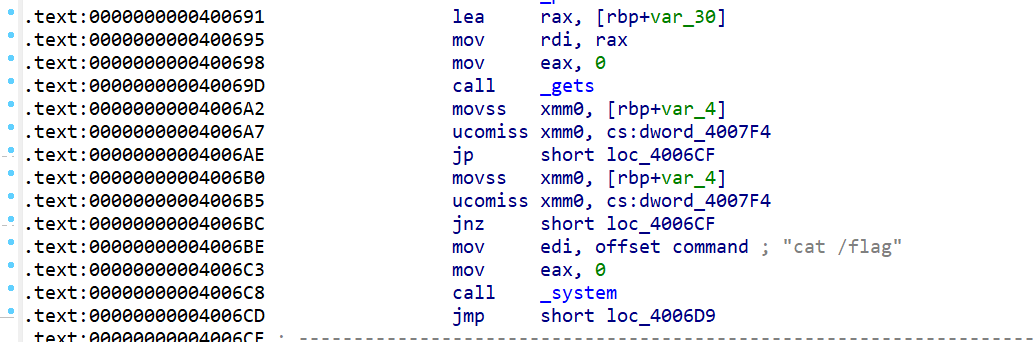 .text:0000000000400691 lea rax, [rbp+var_30]
.text:0000000000400695 mov rdi, rax
.text:0000000000400698 mov eax, 0
.text:000000000040069D call _gets
.text:00000000004006A2 movss xmm0, [rbp+var_4]
.text:00000000004006A7 ucomiss xmm0, cs:dword_4007F4
.text:00000000004006AE jp short loc_4006CF
.text:00000000004006B0 movss xmm0, [rbp+var_4]
.text:00000000004006B5 ucomiss xmm0, cs:dword_4007F4
.text:00000000004006BC jnz short loc_4006CF
.text:00000000004006BE mov edi, offset command ; "cat /flag"
.text:00000000004006C3 mov eax, 0
.text:00000000004006C8 call _system
.text:00000000004006CD jmp short loc_4006D9